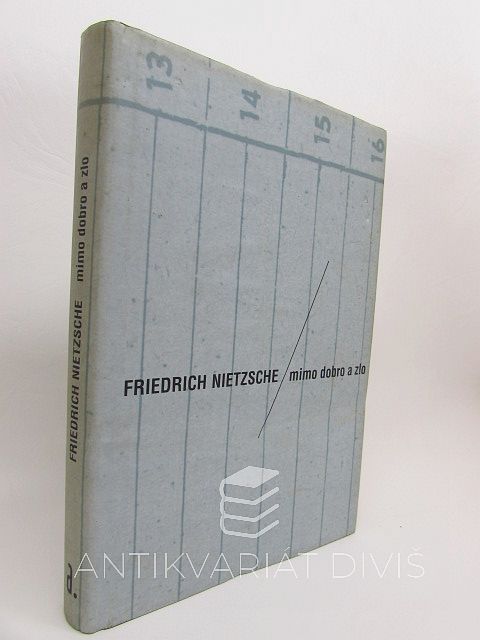 13
14
15
16
FRIEDRICH NIETZSCHE mimo dobro a zlo
FRIEDRICH NIETZSCHE mimo dobro a zlo
d.
ANTIKVARIÁT DIVIŠ